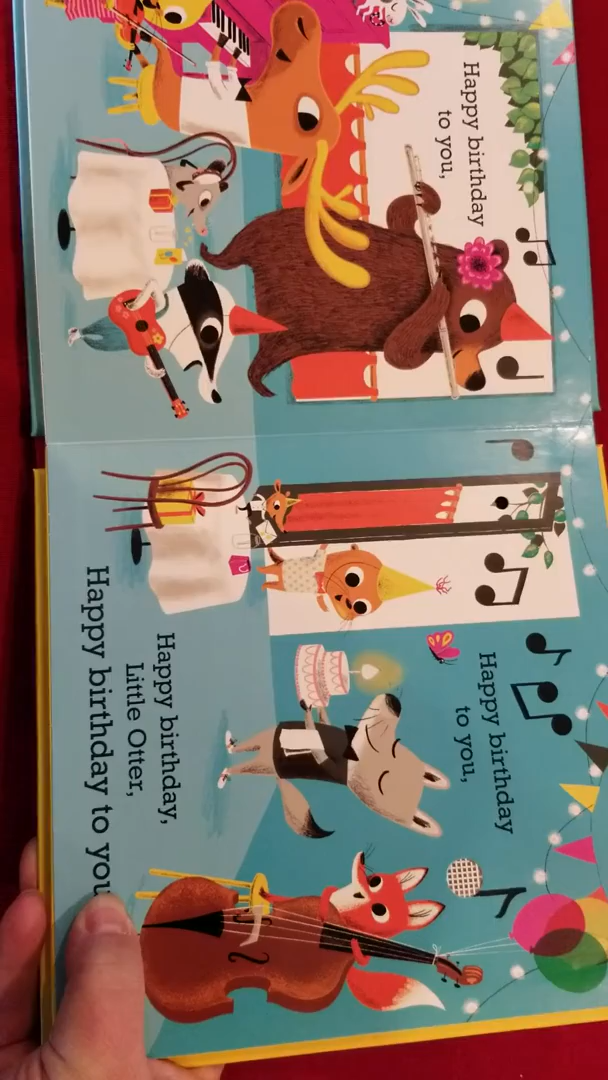 Happy birthday
to you,
Happy birthday
to you,
Happy birthday,
Little Otter,
Happy birthday to you